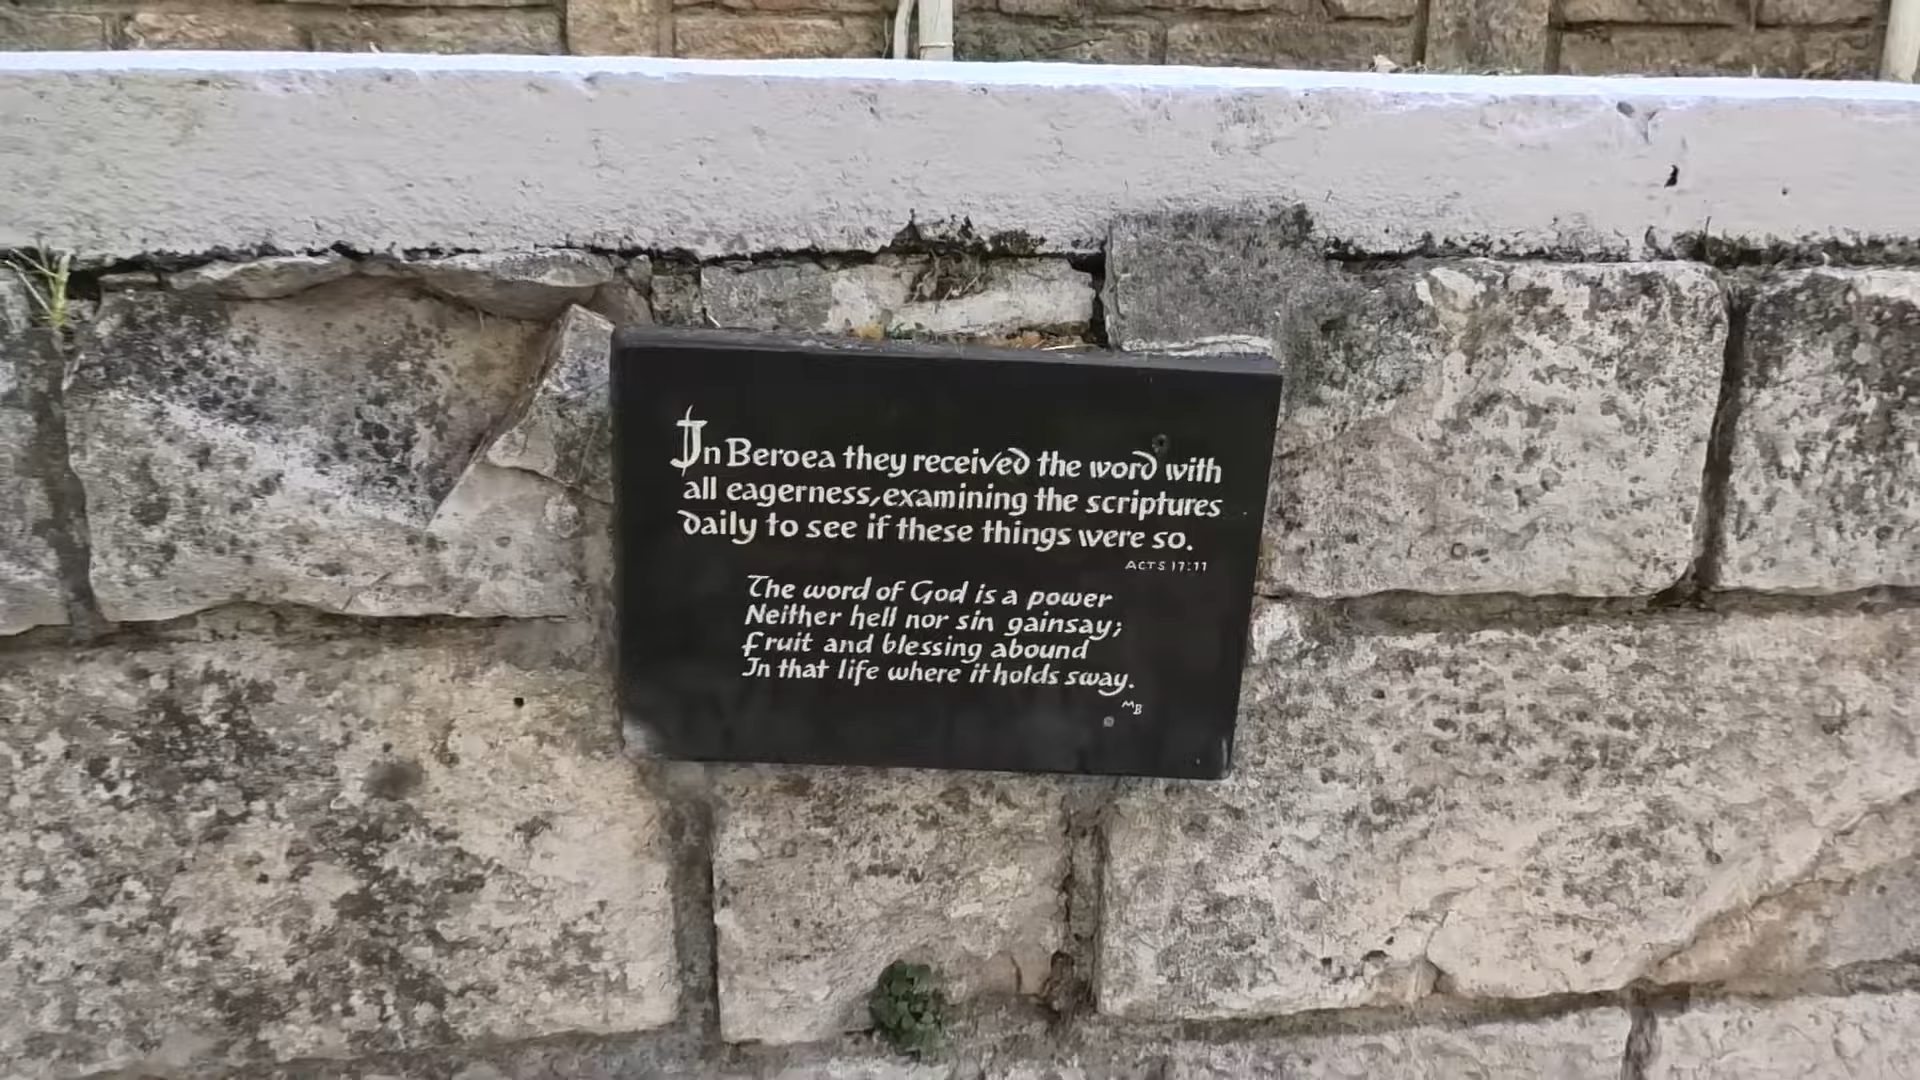 In Beroea they received the word with
all eagerness, examining the scriptures
daily to see if these things were so.
ACTS 17:11
The word of God is a power
Neither hell nor sin gainsay;
Fruit and blessing abound
In that life where it holds sway.
MB